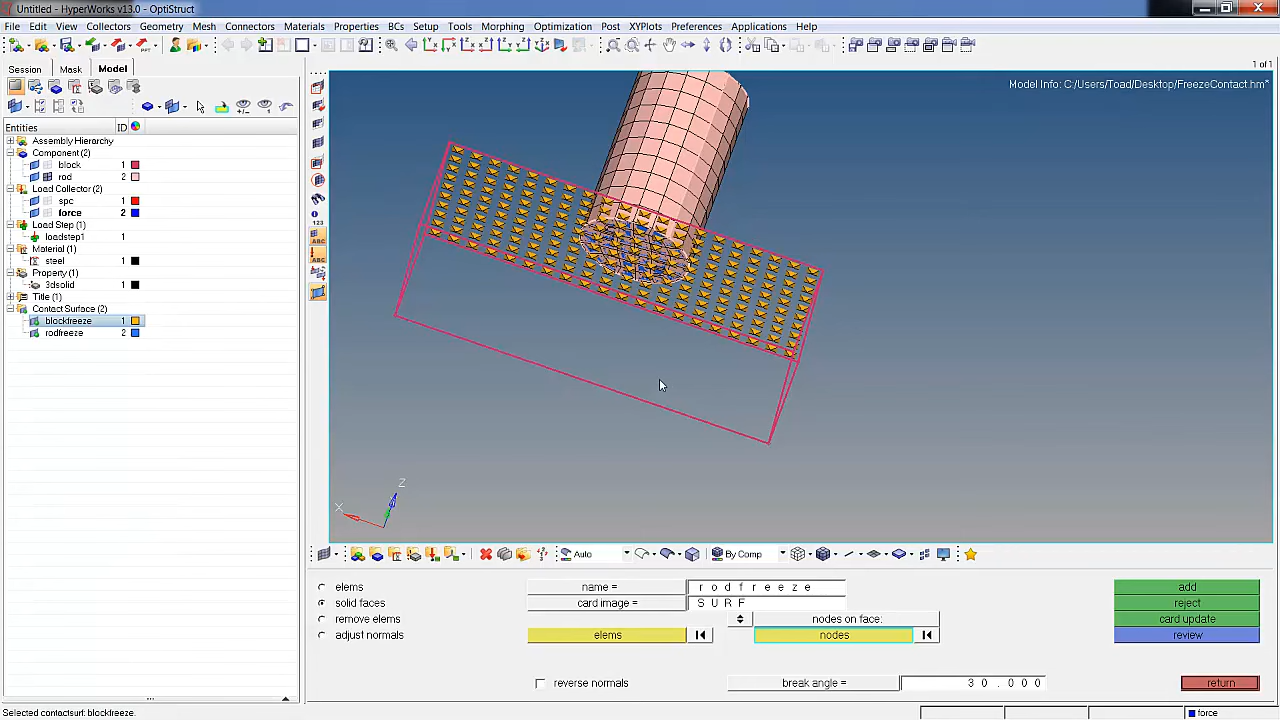 Untitled - HyperWorks v13.0 - OptiStruct
File Edit View Collectors Geometry Mesh Connectors Materials Properties BCs Setup Tools Morphing Optimization Post XYPlots Preferences Applications Help
Session Mask Model
1 of 1
Model Info: C:/Users/Toad/Desktop/FreezeContact.hm*
Entities ID
Assembly Hierarchy
Component (2)
block 1
rod 2
Load Collector (2)
spc 1
force 2
Load Step (1)
loadstep1 1
Material (1)
steel 1
Property (1)
3dsolid 1
Title (1)
Contact Surface (2)
blockfreeze 1
rodfreeze 2
123
ABC
ABC
Z
X
Auto By Comp
elems name = rodfreeze add
solid faces card image = SURF reject
remove elems nodes on face: card update
adjust normals elems nodes review
reverse normals break angle = 30.000 return
Selected contactsurf: blockfreeze.
force